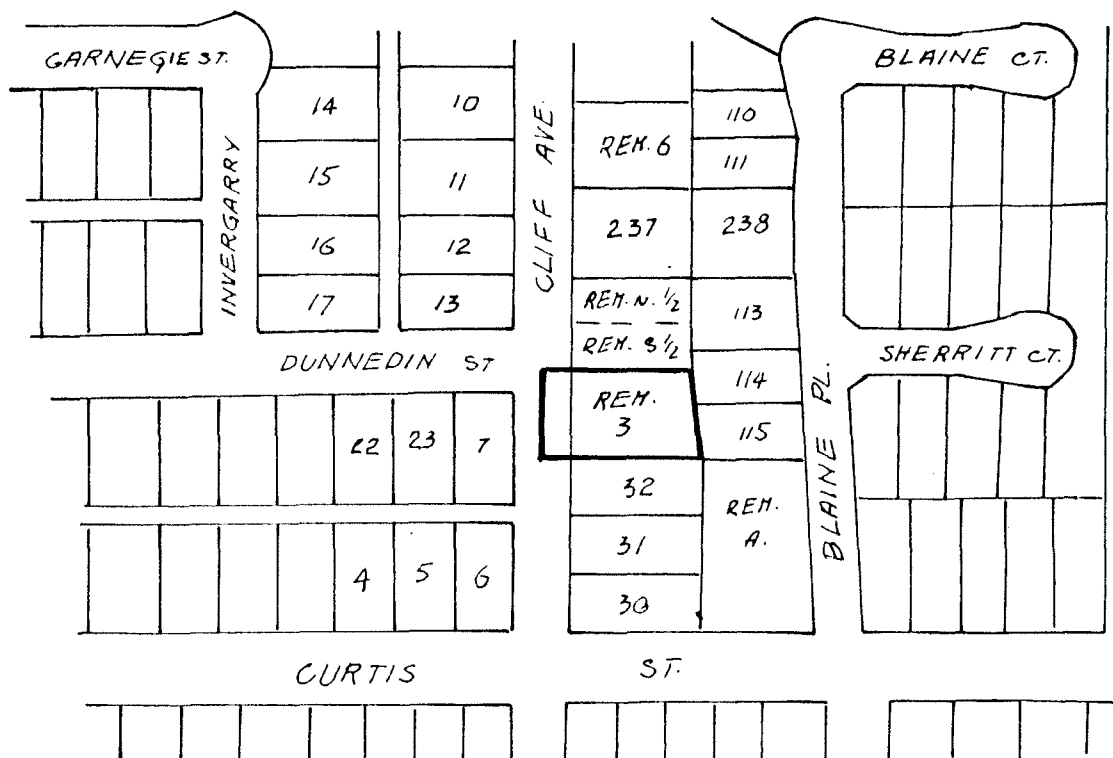 GARNEGIE ST.
BLAINE CT.
14
10
110
INVERGARRY
CLIFF AVE.
REM. 6
15
11
111
16
12
237
238
17
13
REM. N. 1/2
113
REM. S 1/2
DUNNEDIN ST
SHERRITT CT.
REM.
3
114
115
BLAINE PL.
22
23
7
32
REM.
A.
31
4
5
6
30
CURTIS ST.